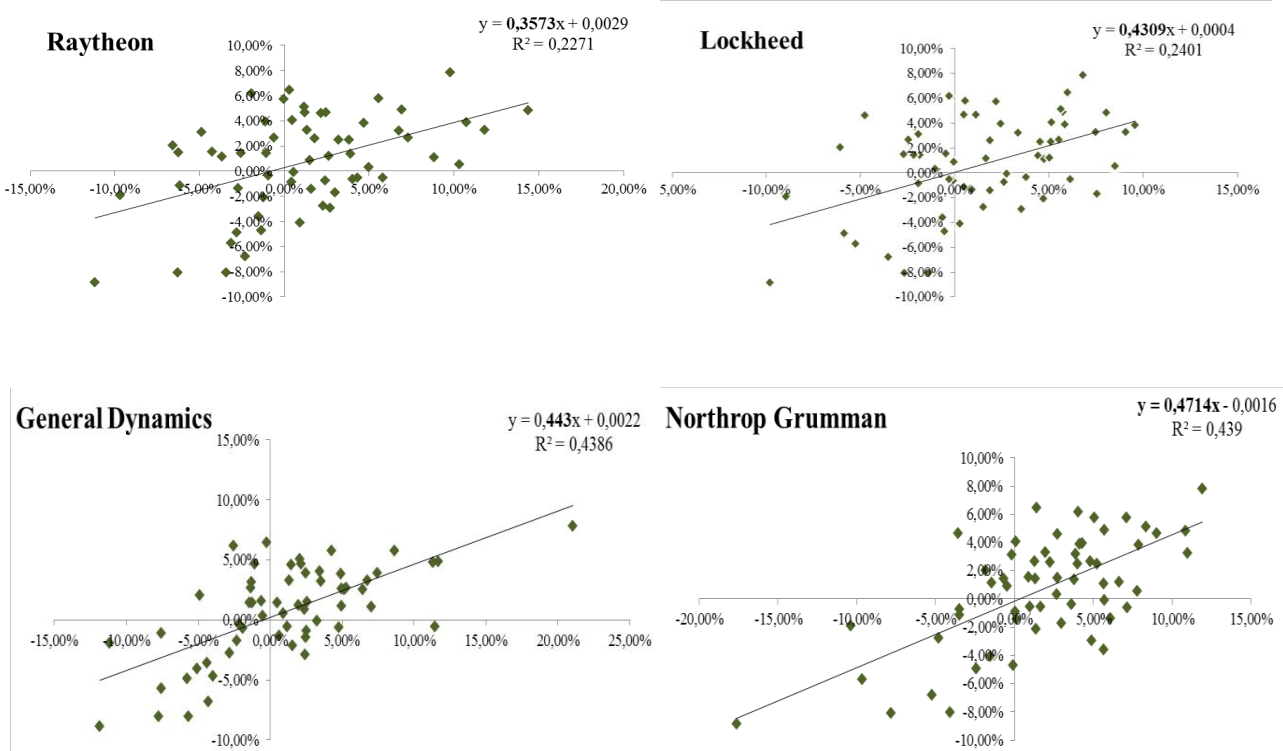 Raytheon
y = 0,3573x + 0,0029
R² = 0,2271
10,00%
8,00%
6,00%
4,00%
2,00%
0,00%
-15,00% -10,00% -5,00% 0,00% 5,00% 10,00% 15,00% 20,00%
-2,00%
-4,00%
-6,00%
-8,00%
-10,00%
Lockheed
y = 0,4309x + 0,0004
R² = 0,2401
10,00%
8,00%
6,00%
4,00%
2,00%
0,00%
5,00% -10,00% -5,00% 0,00% 5,00% 10,00% 15,00%
-2,00%
-4,00%
-6,00%
-8,00%
-10,00%
General Dynamics
y = 0,443x + 0,0022
R² = 0,4386
15,00%
10,00%
5,00%
0,00%
-15,00% -10,00% -5,00% 0,00% 5,00% 10,00% 15,00% 20,00% 25,00%
-5,00%
-10,00%
Northrop Grumman
y = 0,4714x - 0,0016
R² = 0,439
10,00%
8,00%
6,00%
4,00%
2,00%
0,00%
-20,00% -15,00% -10,00% -5,00% 0,00% 5,00% 10,00% 15,00%
-2,00%
-4,00%
-6,00%
-8,00%
-10,00%